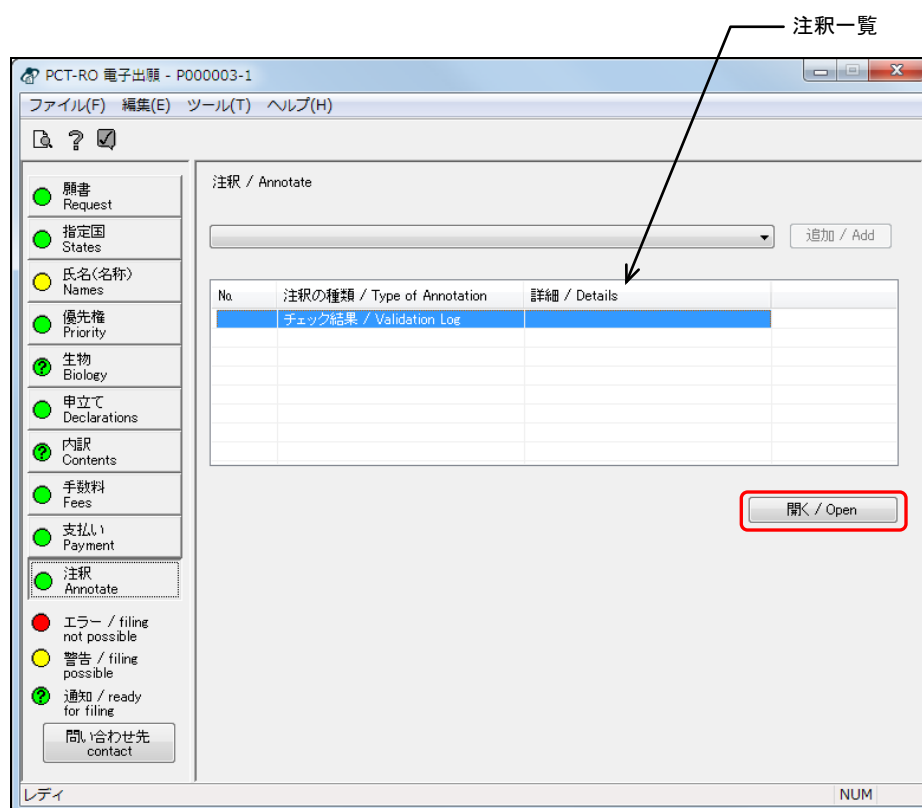 注釈一覧
PCT-RO 電子出願 - P000003-1
ファイル(F) 編集(E) ツール(T) ヘルプ(H)
願書
Request
指定国
States
氏名(名称)
Names
優先権
Priority
生物
Biology
申立て
Declarations
内訳
Contents
手数料
Fees
支払い
Payment
注釈
Annotate
エラー / filing
not possible
警告 / filing
possible
通知 / ready
for filing
問い合わせ先
contact
注釈 / Annotate
追加 / Add
No. 注釈の種類 / Type of Annotation 詳細 / Details
チェック結果 / Validation Log
開く / Open
レディ NUM